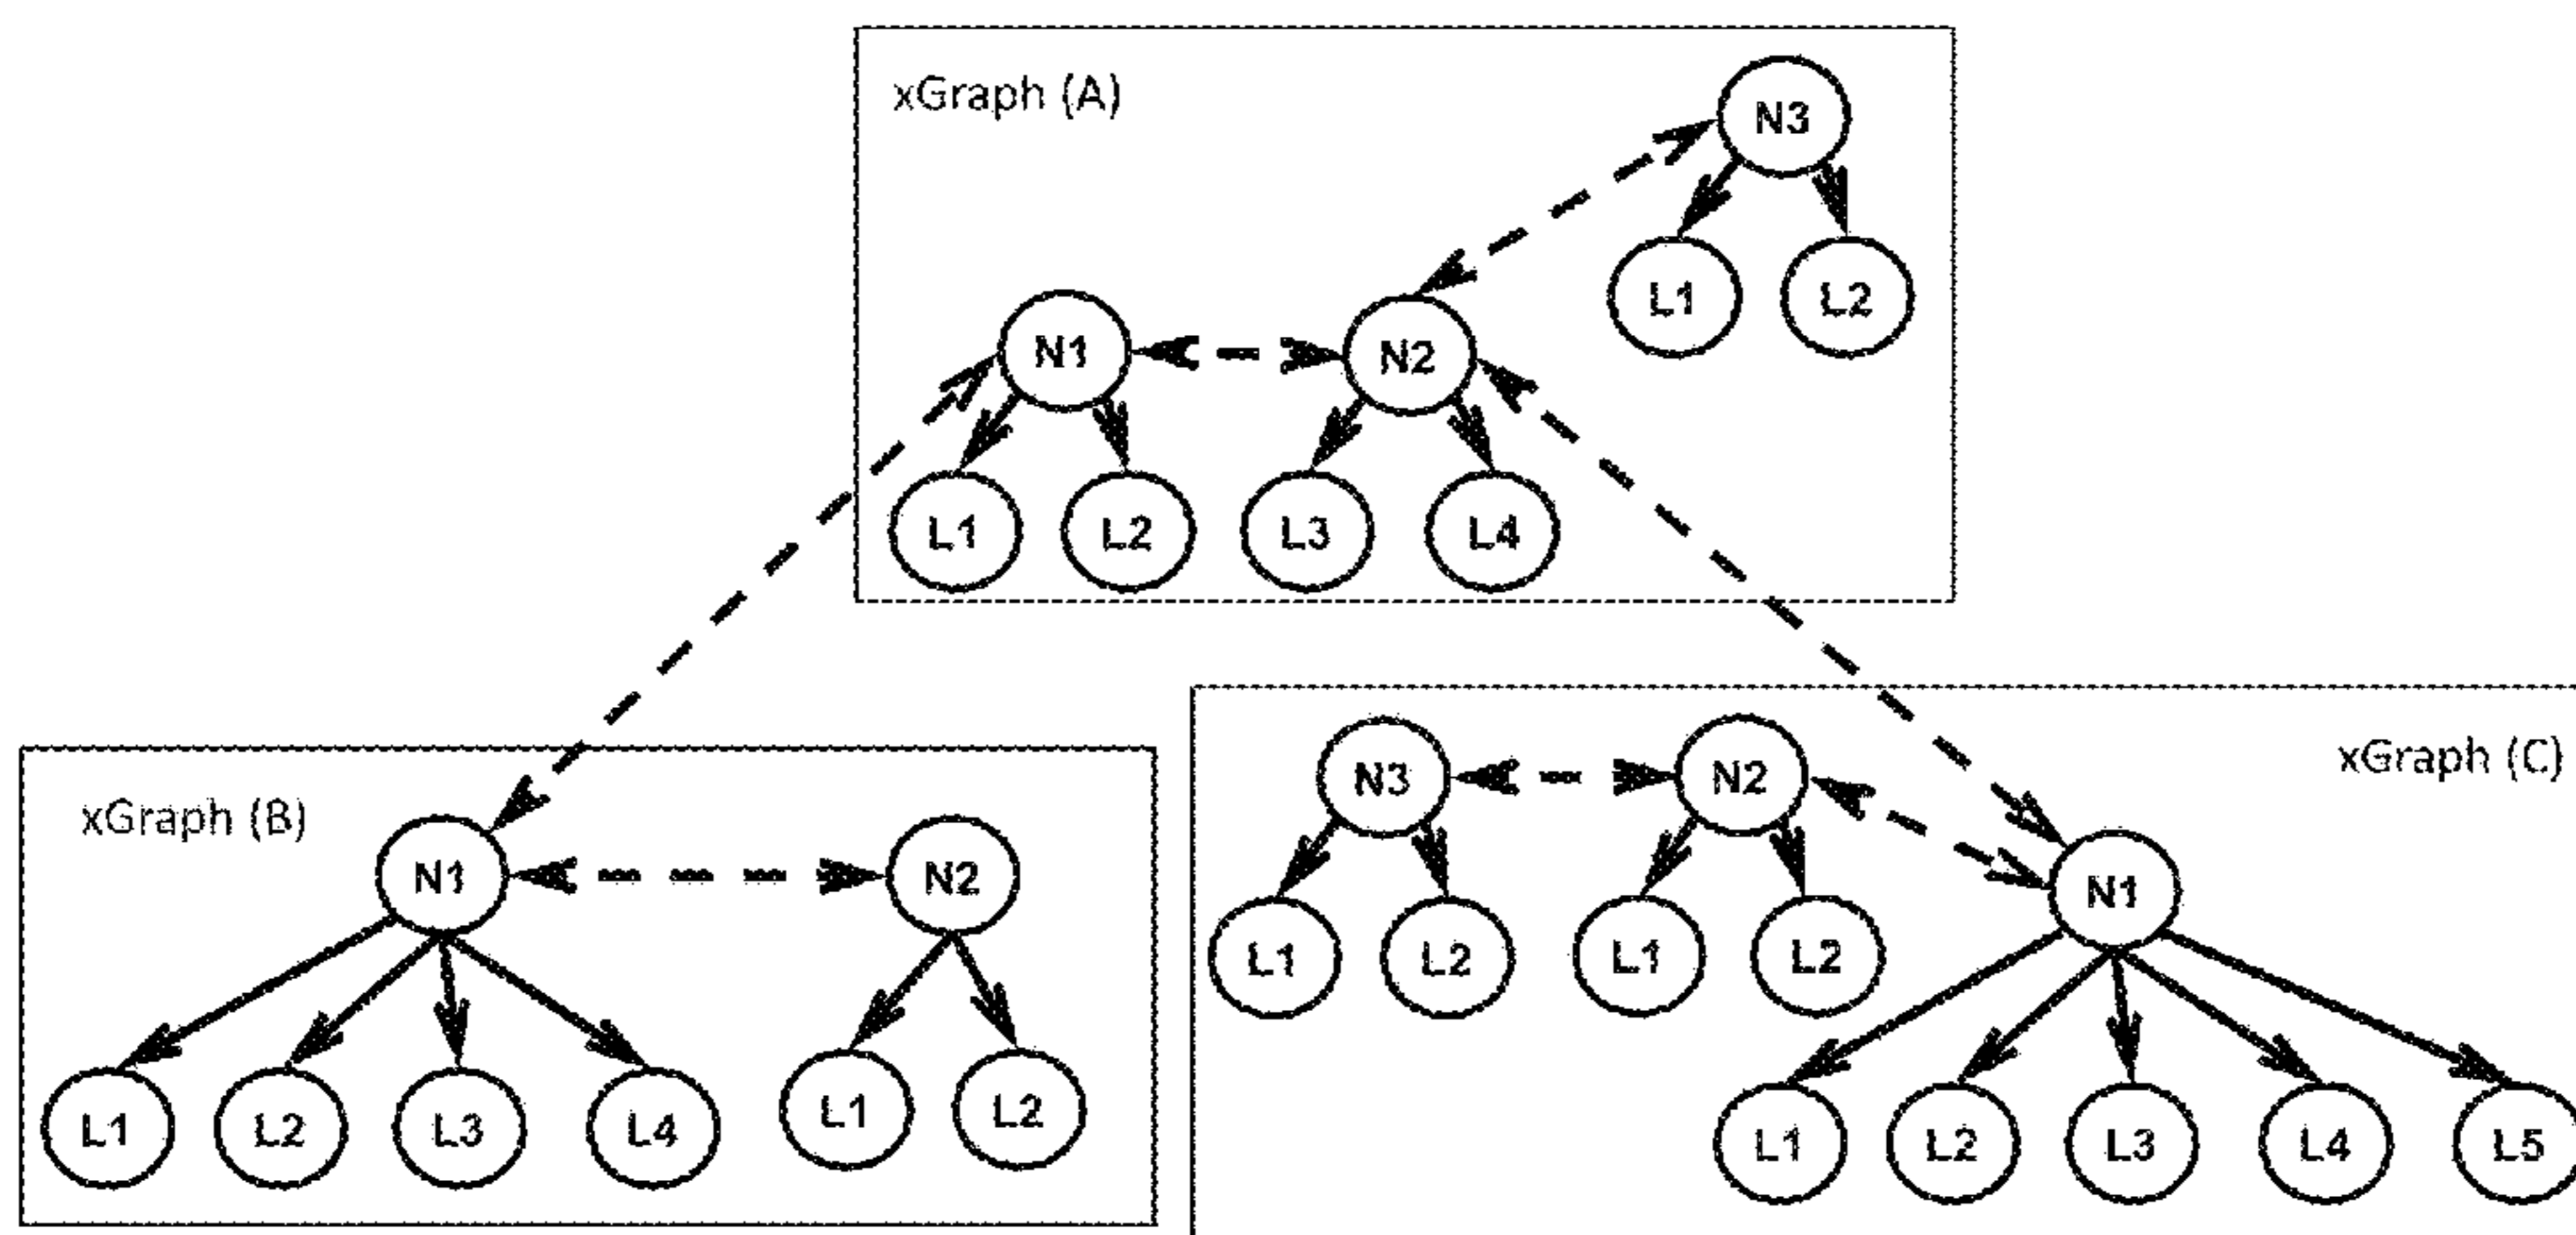 xGraph (A)
N3
L1 L2
N1 N2
L1 L2 L3 L4
xGraph (B)
N1 N2
L1 L2 L3 L4 L1 L2
xGraph (C)
N3 N2
N1
L1 L2 L1 L2
L1 L2 L3 L4 L5